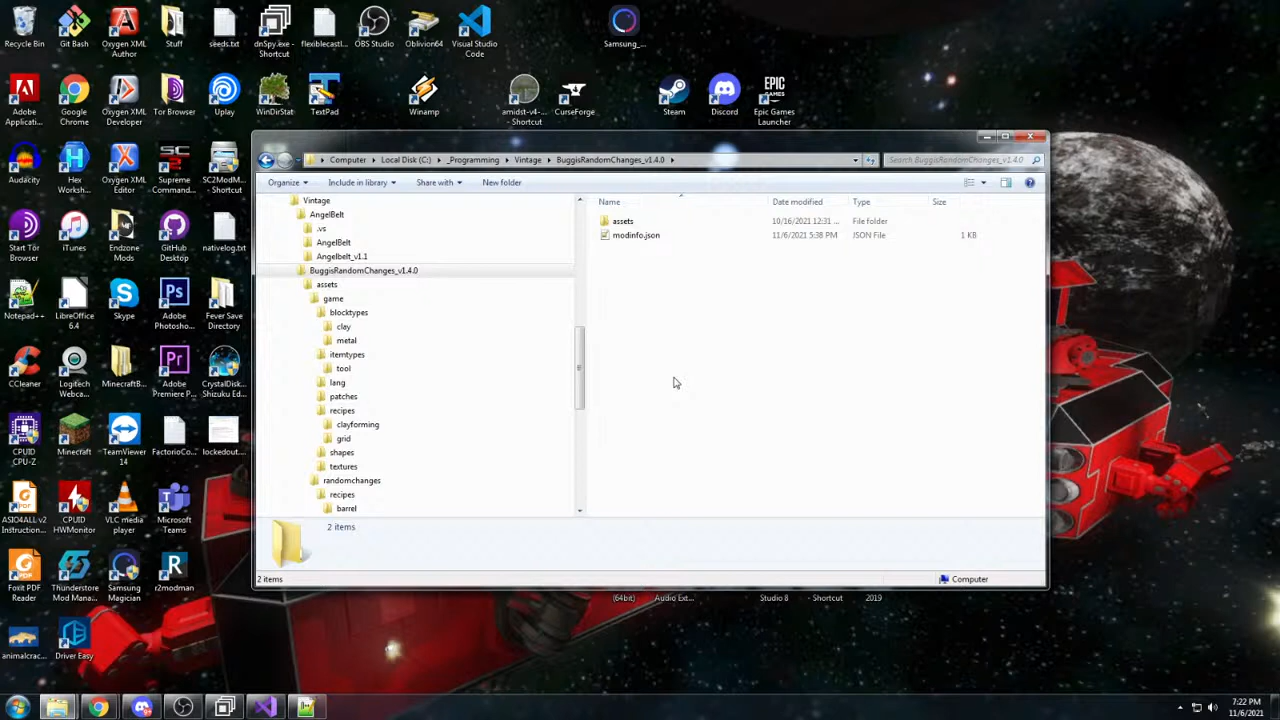 Recycle Bin
Git Bash
Oxygen XML
Author
Stuff
seeds.txt
dnSpy.exe -
Shortcut
flexiblecastl...
OBS Studio
Oblivion64
Visual Studio
Code
Samsung_...
Adobe
Applicati...
Google
Chrome
Oxygen XML
Developer
Tor Browser
Uplay
WinDirStat
TextPad
Winamp
amidst-v4-...
- Shortcut
CurseForge
Steam
Discord
Epic Games
Launcher
Audacity
Hex
Worksh...
Oxygen XML
Editor
Supreme
Command...
SC2ModM...
- Shortcut
Start Tor
Browser
iTunes
Endzone
Mods
GitHub
Desktop
nativelog.txt
Notepad++
LibreOffice
6.4
Skype
Adobe
Photosho...
Fever Save
Directory
CCleaner
Logitech
Webca...
MinecraftB...
Adobe
Premiere P...
CrystalDisk...
Shizuku Ed...
CPUID
CPU-Z
Minecraft
TeamViewer
14
FactorioCo...
lockedout...
ASIO4ALL v2
Instruction...
CPUID
HWMonitor
VLC media
player
Microsoft
Teams
Foxit PDF
Reader
Thunderstore
Mod Mana...
Samsung
Magician
r2modman
animalcrac...
Driver Easy
Computer
Local Disk (C:)
_Programming
Vintage
BuggisRandomChanges_v1.4.0
Search BuggisRandomChanges_v1.4.0
Organize
Include in library
Share with
New folder
Vintage
AngelBelt
.vs
AngelBelt
Angelbelt_v1.1
BuggisRandomChanges_v1.4.0
assets
game
blocktypes
clay
metal
itemtypes
tool
lang
patches
recipes
clayforming
grid
shapes
textures
randomchanges
recipes
barrel
Name Date modified Type Size
assets 10/16/2021 12:31 ... File folder
modinfo.json 11/6/2021 5:38 PM JSON File 1 KB
2 items
2 items
Computer
(64bit)
Audio Ext...
Studio 8
- Shortcut
2019
7:22 PM
11/6/2021